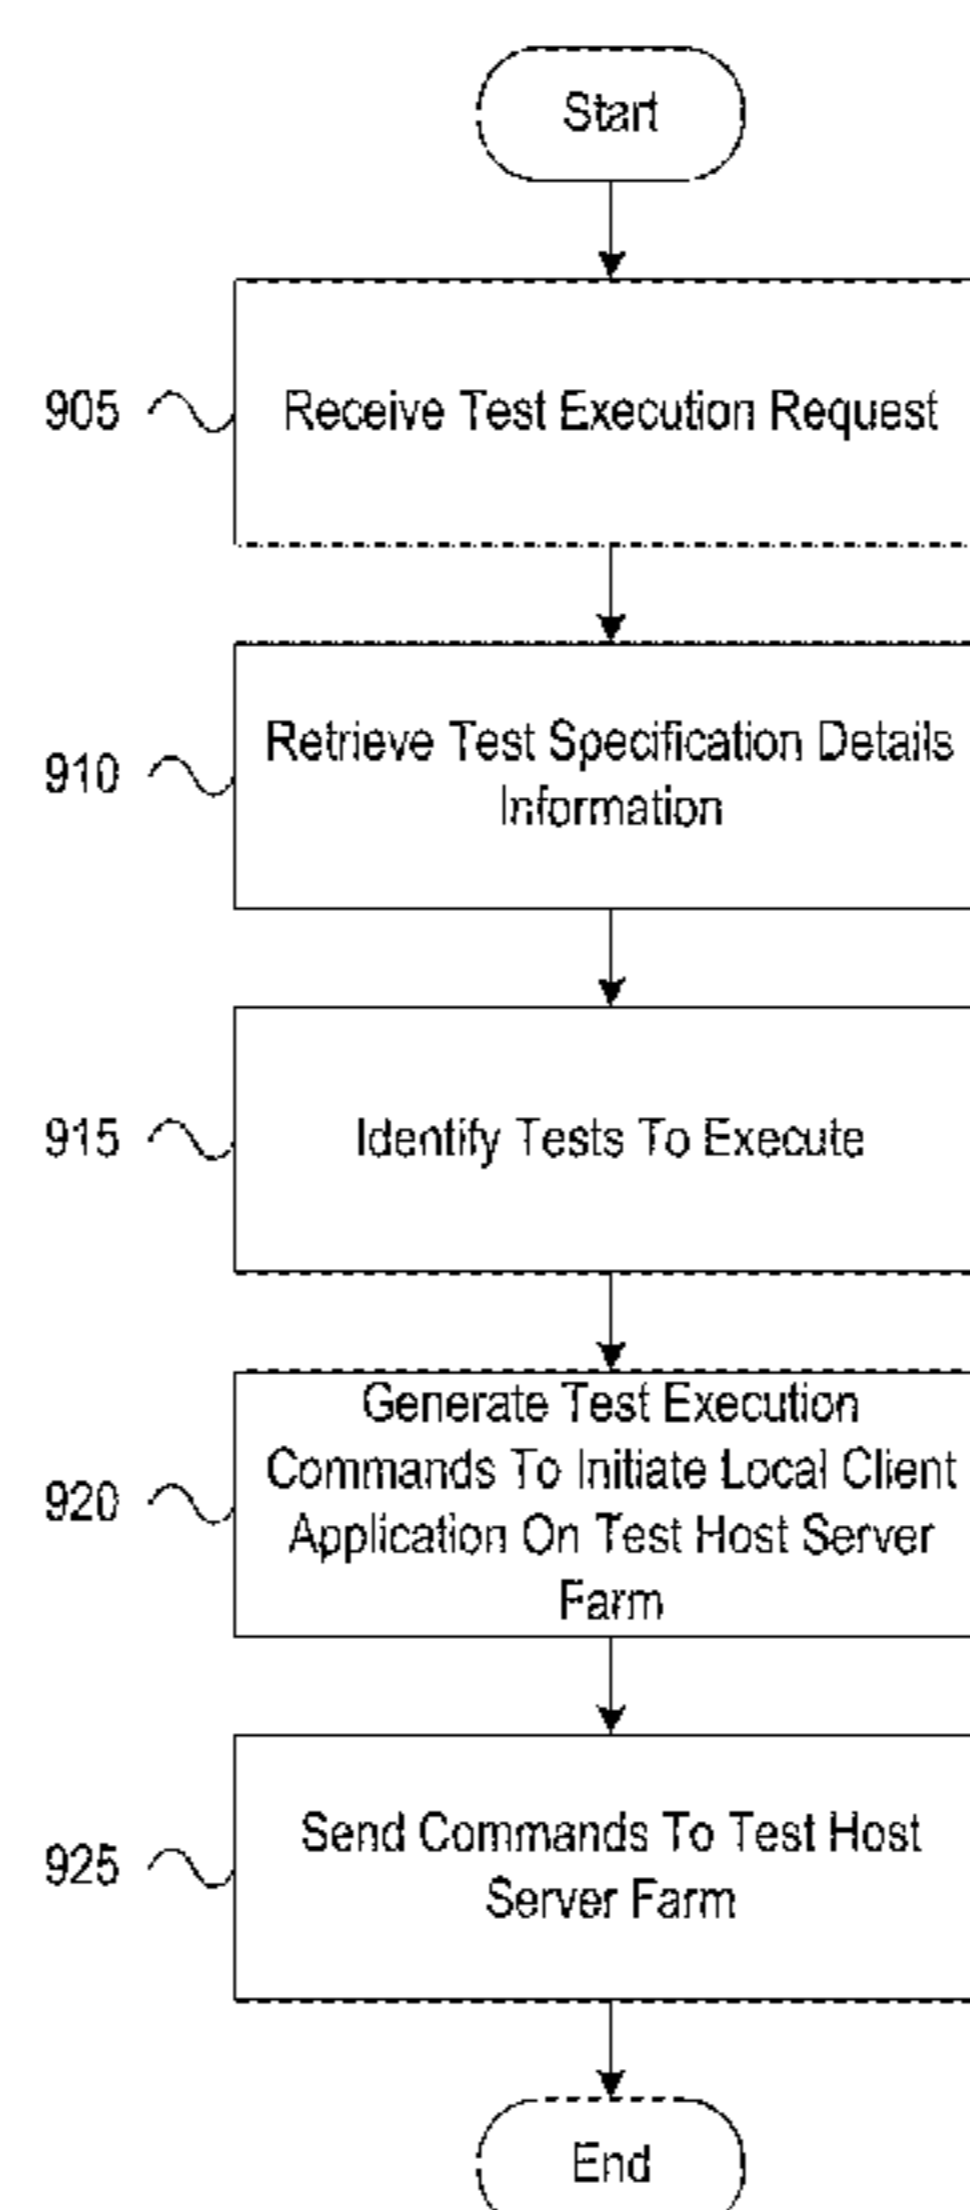 Start
905
Receive Test Execution Request
910
Retrieve Test Specification Details
Information
915
Identify Tests To Execute
920
Generate Test Execution
Commands To Initiate Local Client
Application On Test Host Server
Farm
925
Send Commands To Test Host
Server Farm
End